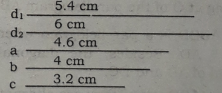 d₁ 5.4 cm
d₂ 6 cm
a 4.6 cm
b 4 cm
c 3.2 cm